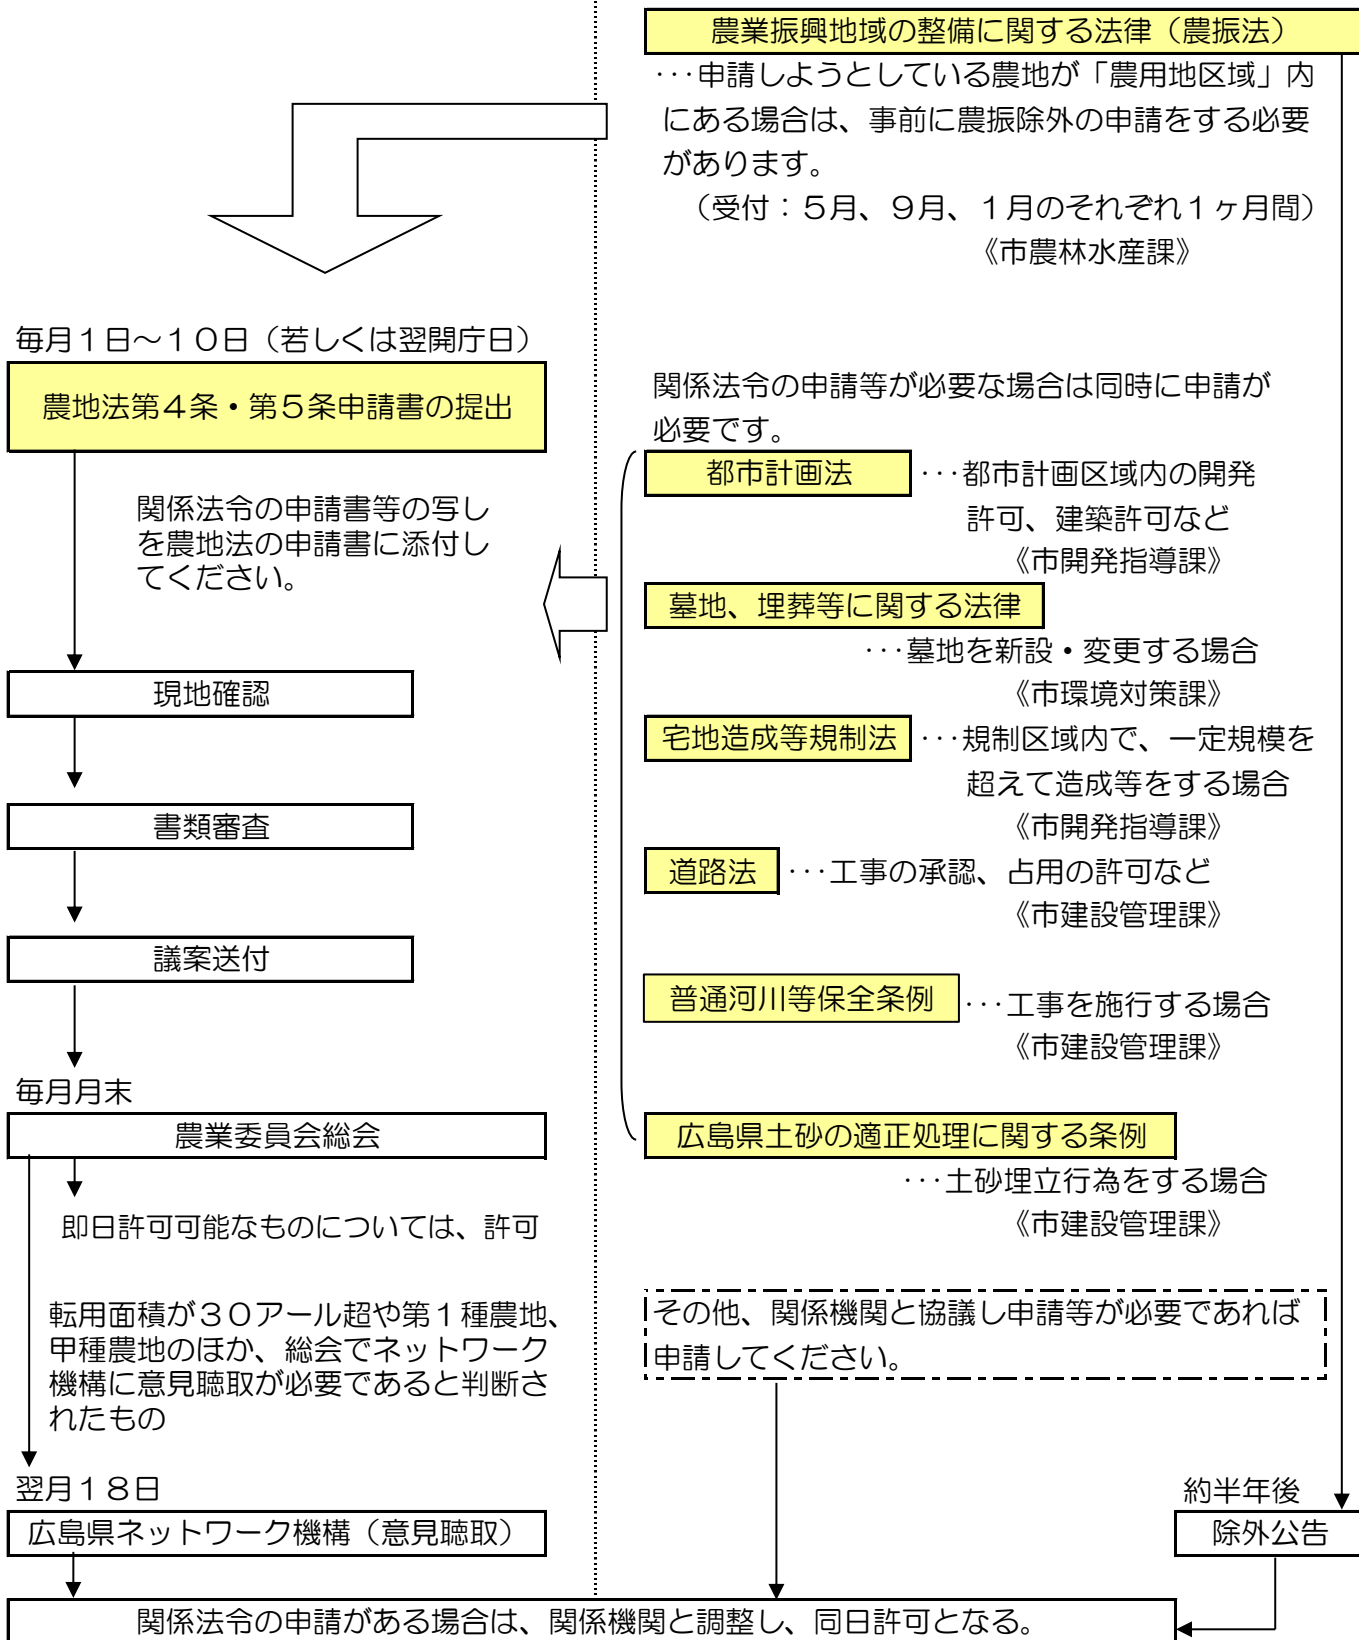 農業振興地域の整備に関する法律（農振法）
･･･申請しようとしている農地が「農用地区域」内
にある場合は、事前に農振除外の申請をする必要
があります。
（受付：５月、９月、１月のそれぞれ１ヶ月間）
《市農林水産課》
毎月１日～１０日（若しくは翌開庁日）
農地法第４条・第５条申請書の提出
関係法令の申請書等の写し
を農地法の申請書に添付し
てください。
現地確認
書類審査
議案送付
毎月月末
農業委員会総会
即日許可可能なものについては、許可
転用面積が３０アール超や第１種農地、
甲種農地のほか、総会でネットワーク
機構に意見聴取が必要であると判断さ
れたもの
翌月１８日
広島県ネットワーク機構（意見聴取）
関係法令の申請等が必要な場合は同時に申請が
必要です。
都市計画法 ･･･都市計画区域内の開発
許可、建築許可など
《市開発指導課》
墓地、埋葬等に関する法律
･･･墓地を新設・変更する場合
《市環境対策課》
宅地造成等規制法 ･･･規制区域内で、一定規模を
超えて造成等をする場合
《市開発指導課》
道路法 ･･･工事の承認、占用の許可など
《市建設管理課》
普通河川等保全条例 ･･･工事を施行する場合
《市建設管理課》
広島県土砂の適正処理に関する条例
･･･土砂埋立行為をする場合
《市建設管理課》
その他、関係機関と協議し申請等が必要であれば
申請してください。
約半年後
除外公告
関係法令の申請がある場合は、関係機関と調整し、同日許可となる。